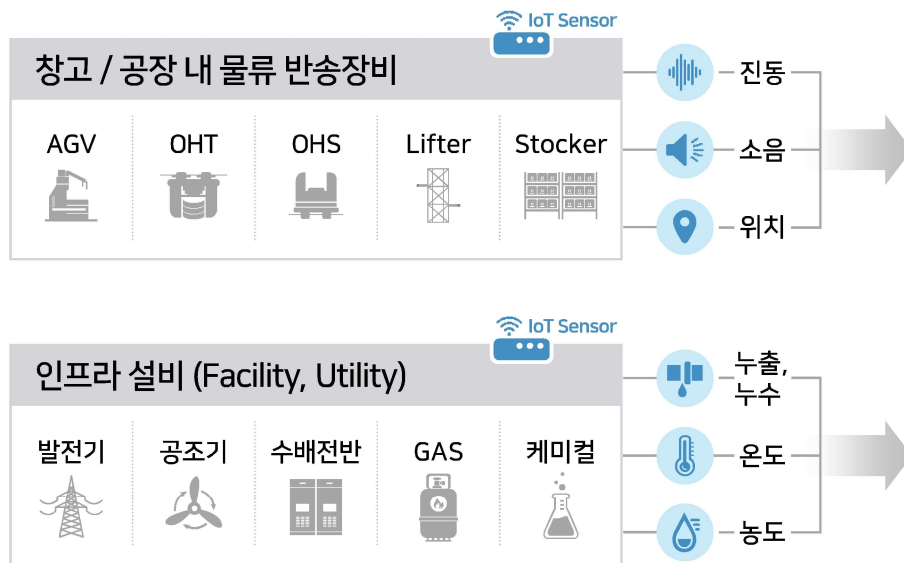 IoT Sensor
창고 / 공장 내 물류 반송장비
AGV
OHT
OHS
Lifter
Stocker
진동
소음
위치
IoT Sensor
인프라 설비 (Facility, Utility)
발전기
공조기
수배전반
GAS
케미컬
누출,
누수
온도
농도